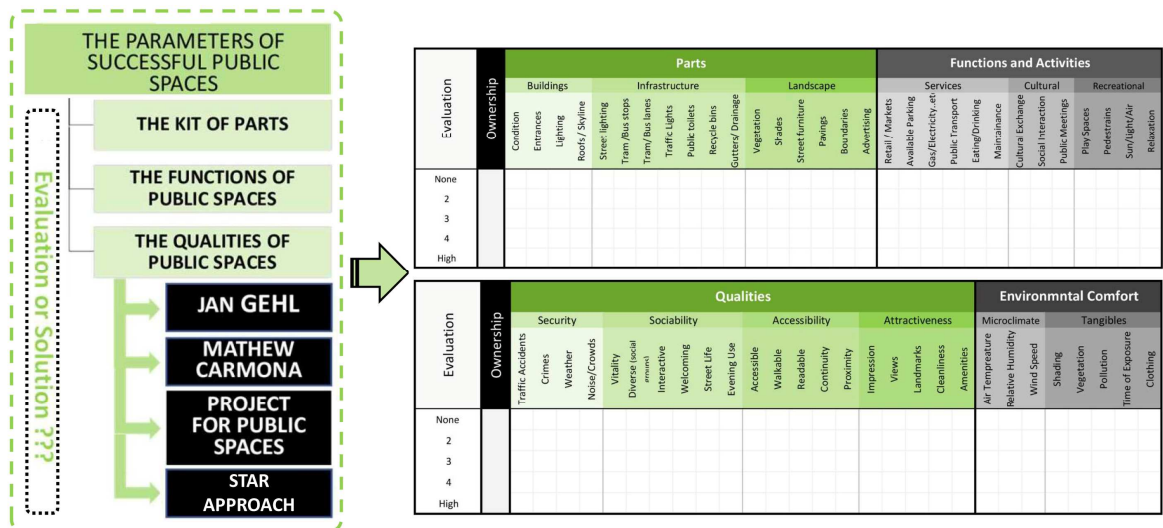 THE PARAMETERS OF
SUCCESSFUL PUBLIC
SPACES
THE KIT OF PARTS
THE FUNCTIONS OF
PUBLIC SPACES
THE QUALITIES OF
PUBLIC SPACES
JAN GEHL
MATHEW
CARMONA
PROJECT
FOR PUBLIC
SPACES
STAR
APPROACH
Evaluation or Solution ???
Evaluation
Ownership
Parts
Functions and Activities
Buildings
Infrastructure
Landscape
Services
Cultural
Recreational
Condition
Entrances
Lighting
Roofs / Skyline
Street lighting
Tram /Bus stops
Tram/ Bus lanes
Traffic Lights
Public toilets
Recycle bins
Gutters/ Drainage
Vegetation
Shades
Street furniture
Pavings
Boundaries
Advertising
Retail / Markets
Available Parking
Gas/Electricity..etc
Public Transport
Eating/Drinking
Maintainance
Cultural Exchange
Social Interaction
Public Meetings
Play Spaces
Pedestrains
Sun/light/Air
Relaxation
None
2
3
4
High
Evaluation
Ownership
Qualities
Environmntal Comfort
Security
Sociability
Accessibility
Attractiveness
Microclimate
Tangibles
Traffic Accidents
Crimes
Weather
Noise/Crowds
Vitality
Diverse (social
Interactive
Welcoming
Street Life
Evening Use
Accessible
Walkable
Readable
Continuity
Proximity
Impression
Views
Landmarks
Cleanliness
Amenities
Air Tempreature
Relative Humidity
Wind Speed
Shading
Vegetation
Pollution
Time of Exposure
Clothing
None
2
3
4
High